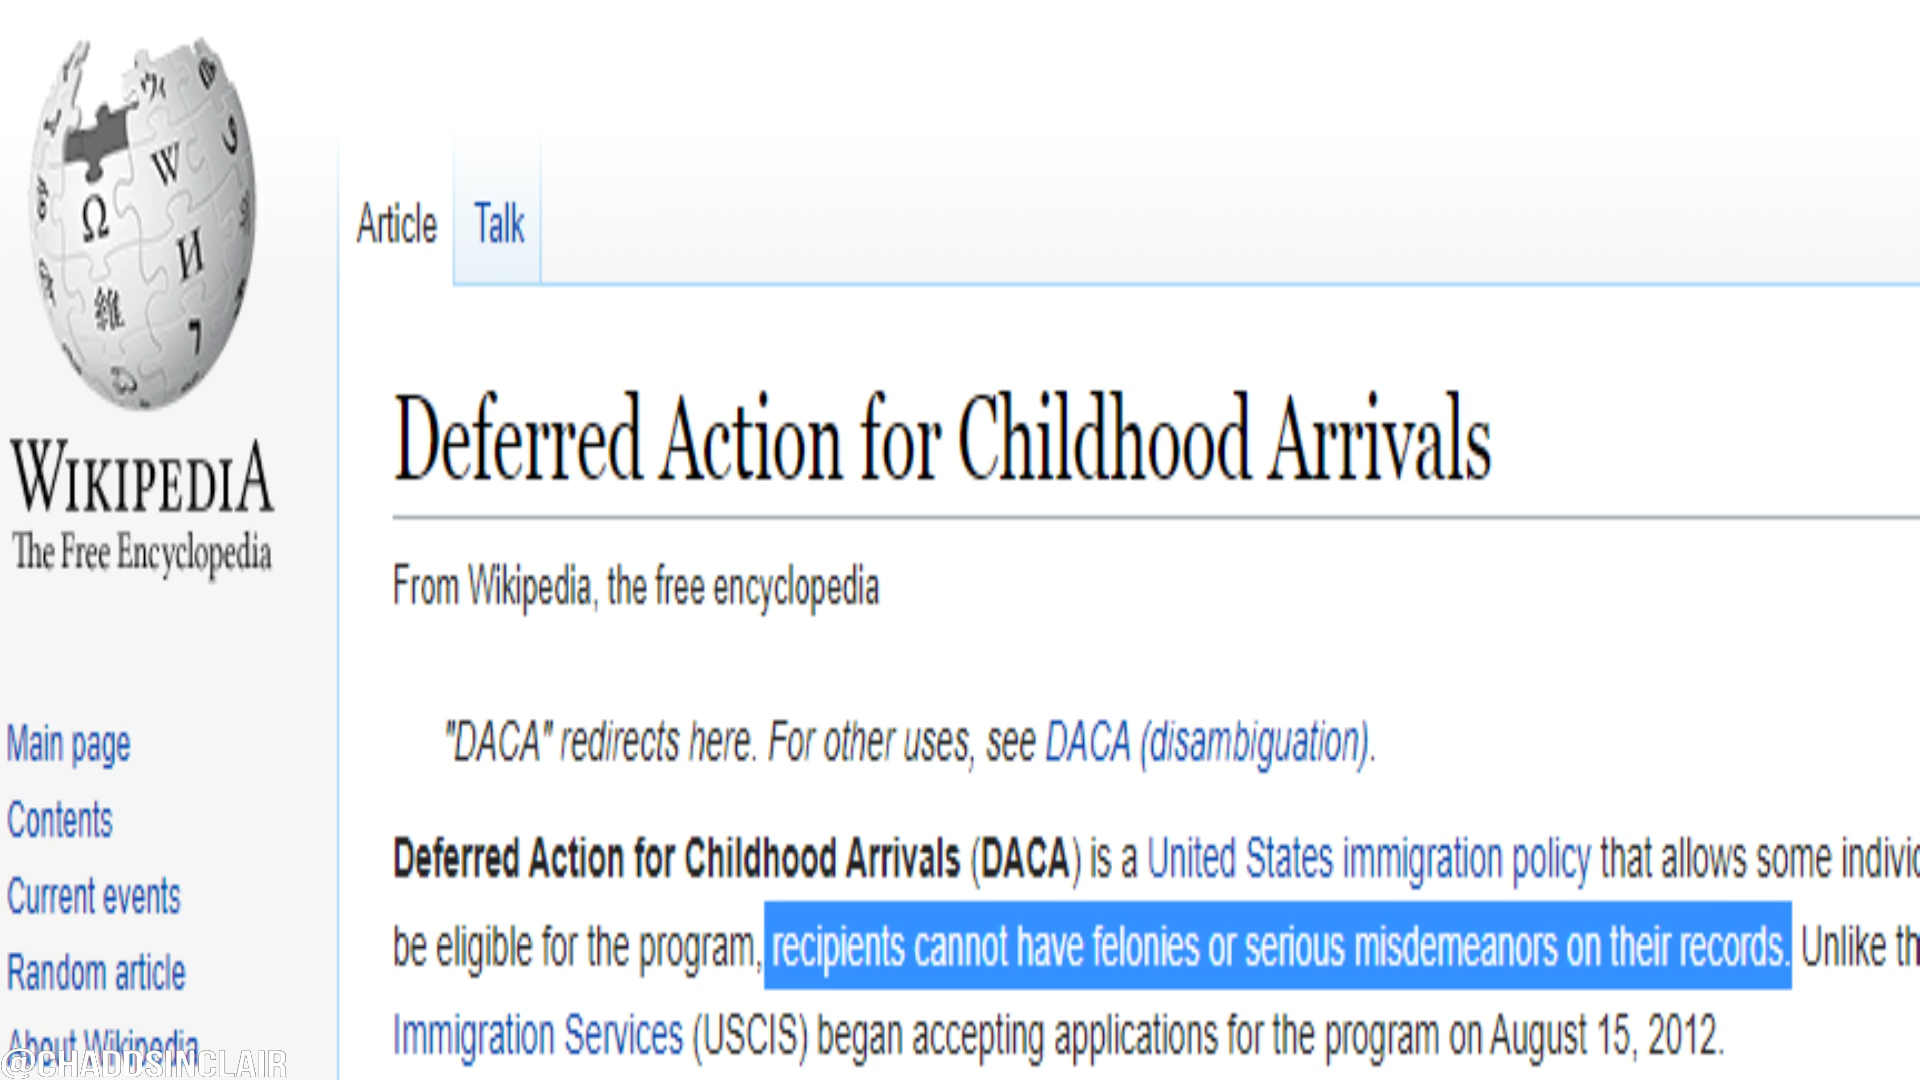 WIKIPEDIA
The Free Encyclopedia
Main page
Contents
Current events
Random article
About Wikipedia
@CHADDSINCLAIR
Article Talk
Deferred Action for Childhood Arrivals
From Wikipedia, the free encyclopedia
"DACA" redirects here. For other uses, see DACA (disambiguation).
Deferred Action for Childhood Arrivals (DACA) is a United States immigration policy that allows some
be eligible for the program, recipients cannot have felonies or serious misdemeanors on their records. Unlike
Immigration Services (USCIS) began accepting applications for the program on August 15, 2012.